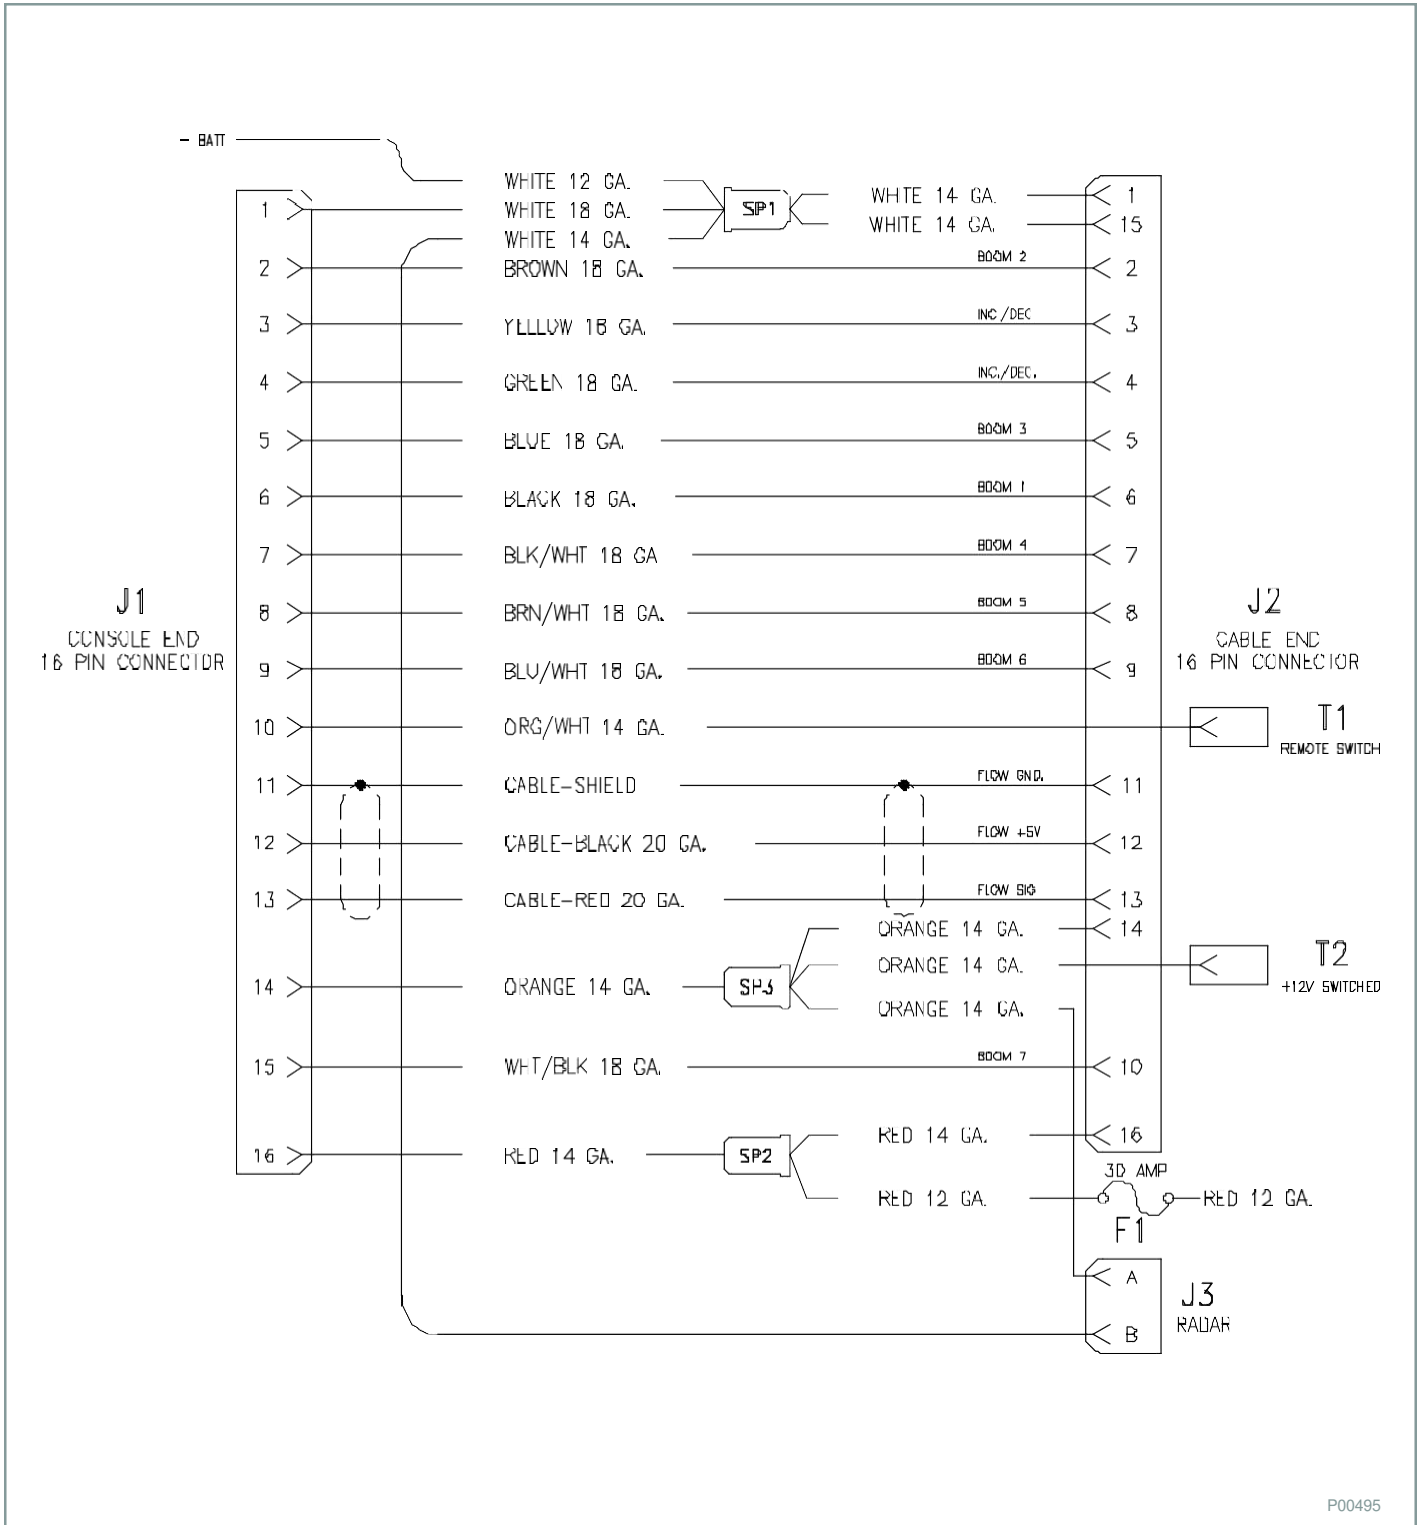 - BATT
WHITE 12 GA.
1
WHITE 18 GA.
SP1
WHITE 14 GA.
1
WHITE 14 GA.
WHITE 14 GA.
15
2
BROWN 18 GA.
BOOM 2
2
3
YELLOW 18 GA.
INC/DEC
3
4
GREEN 18 GA.
INC./DEC.
4
5
BLUE 18 GA.
BOOM 3
5
6
BLACK 18 GA.
BOOM 1
6
7
BLK/WHT 18 GA
BOOM 4
7
J1
CONSOLE END
16 PIN CONNECTOR
8
BRN/WHT 18 GA.
BOOM 5
8
J2
CABLE END
16 PIN CONNECTOR
9
BLU/WHT 18 GA.
BOOM 6
9
10
ORG/WHT 14 GA.
T1
REMOTE SWITCH
11
CABLE-SHIELD
FLOW GND.
11
12
CABLE-BLACK 20 GA.
FLOW +5V
12
13
CABLE-RED 20 GA.
FLOW SIG
13
ORANGE 14 GA.
14
ORANGE 14 GA.
T2
+12V SWITCHED
14
ORANGE 14 GA.
SP3
ORANGE 14 GA.
15
WHT/BLK 18 GA.
BOOM 7
10
16
RED 14 GA.
SP2
RED 14 GA.
16
30 AMP
RED 12 GA.
RED 12 GA.
F1
A
J3
RADAR
B
P00495